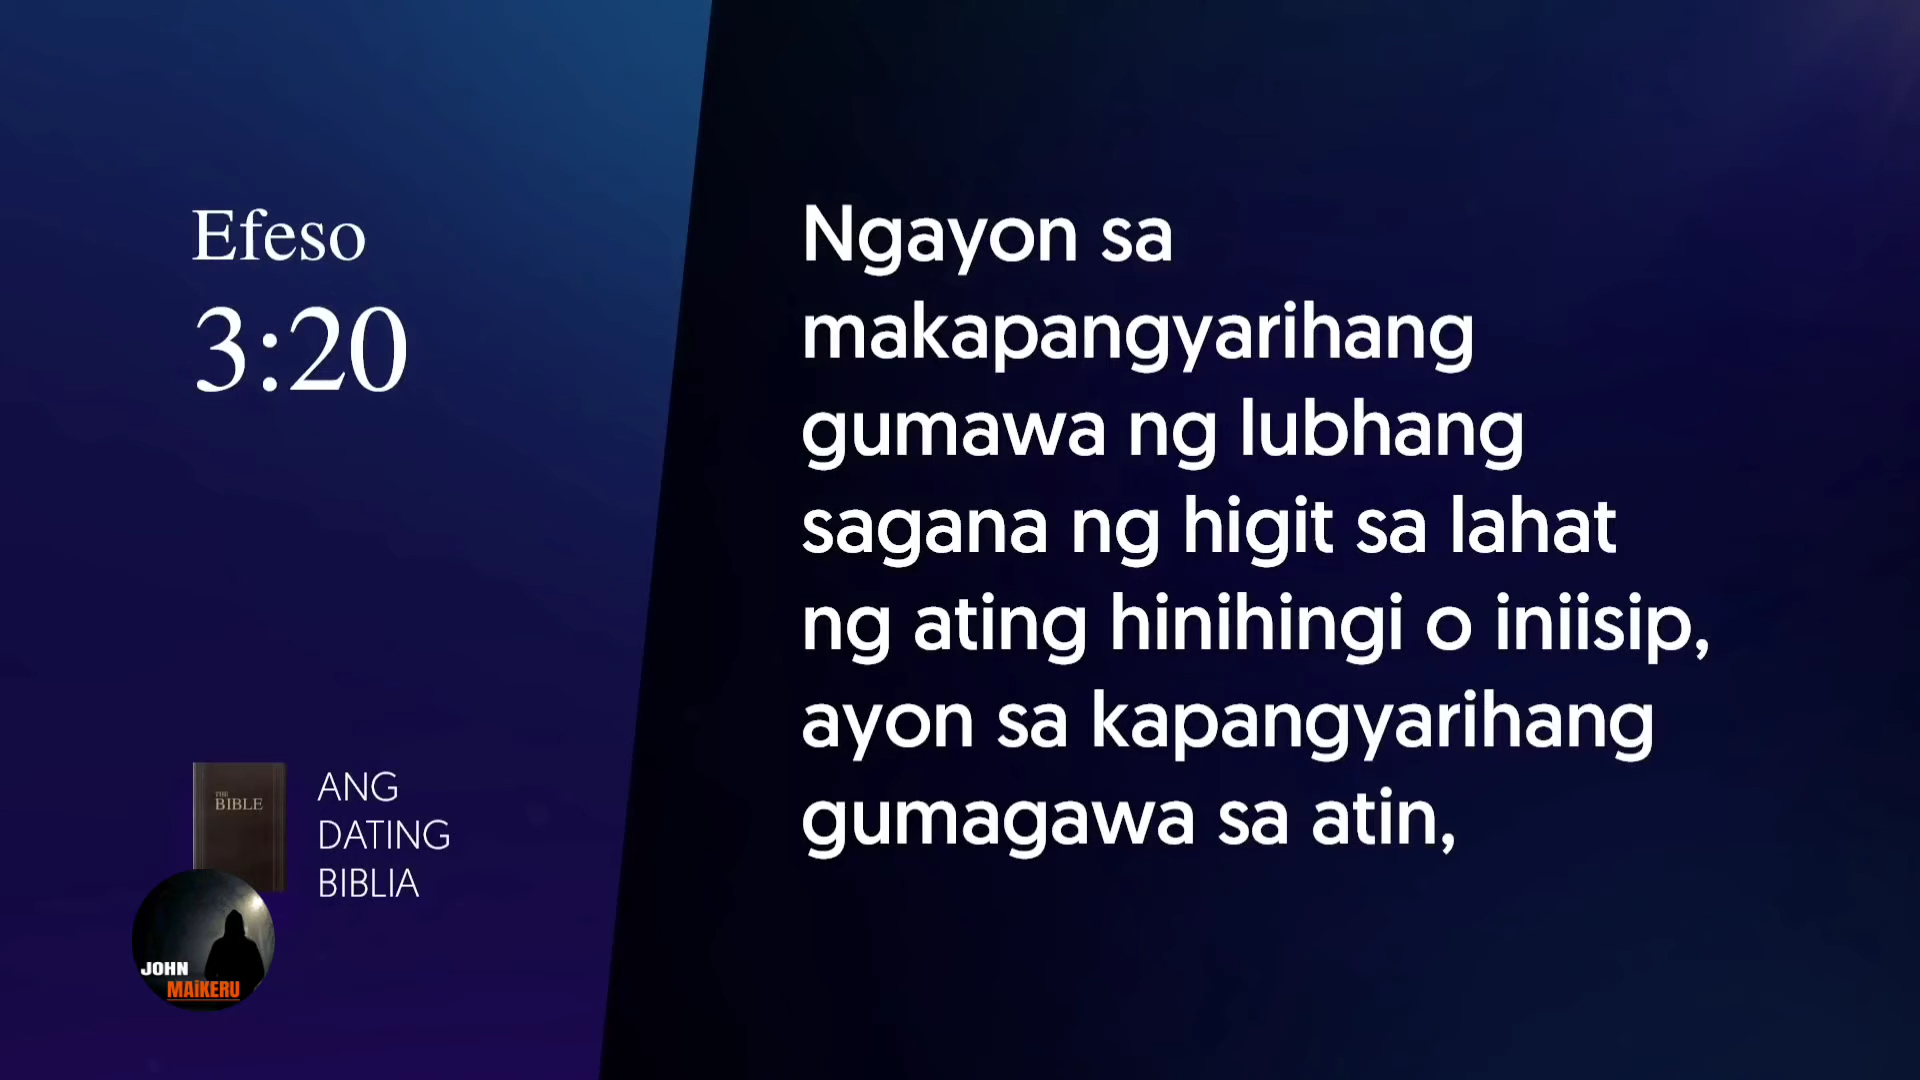 Efeso
3:20
Ngayon sa
makapangyarihang
gumawa ng lubhang
sagana ng higit sa lahat
ng ating hinihingi o iniisip,
ayon sa kapangyarihang
gumagawa sa atin,
THE
BIBLE
ANG
DATING
BIBLIA
JOHN
MAiKERU